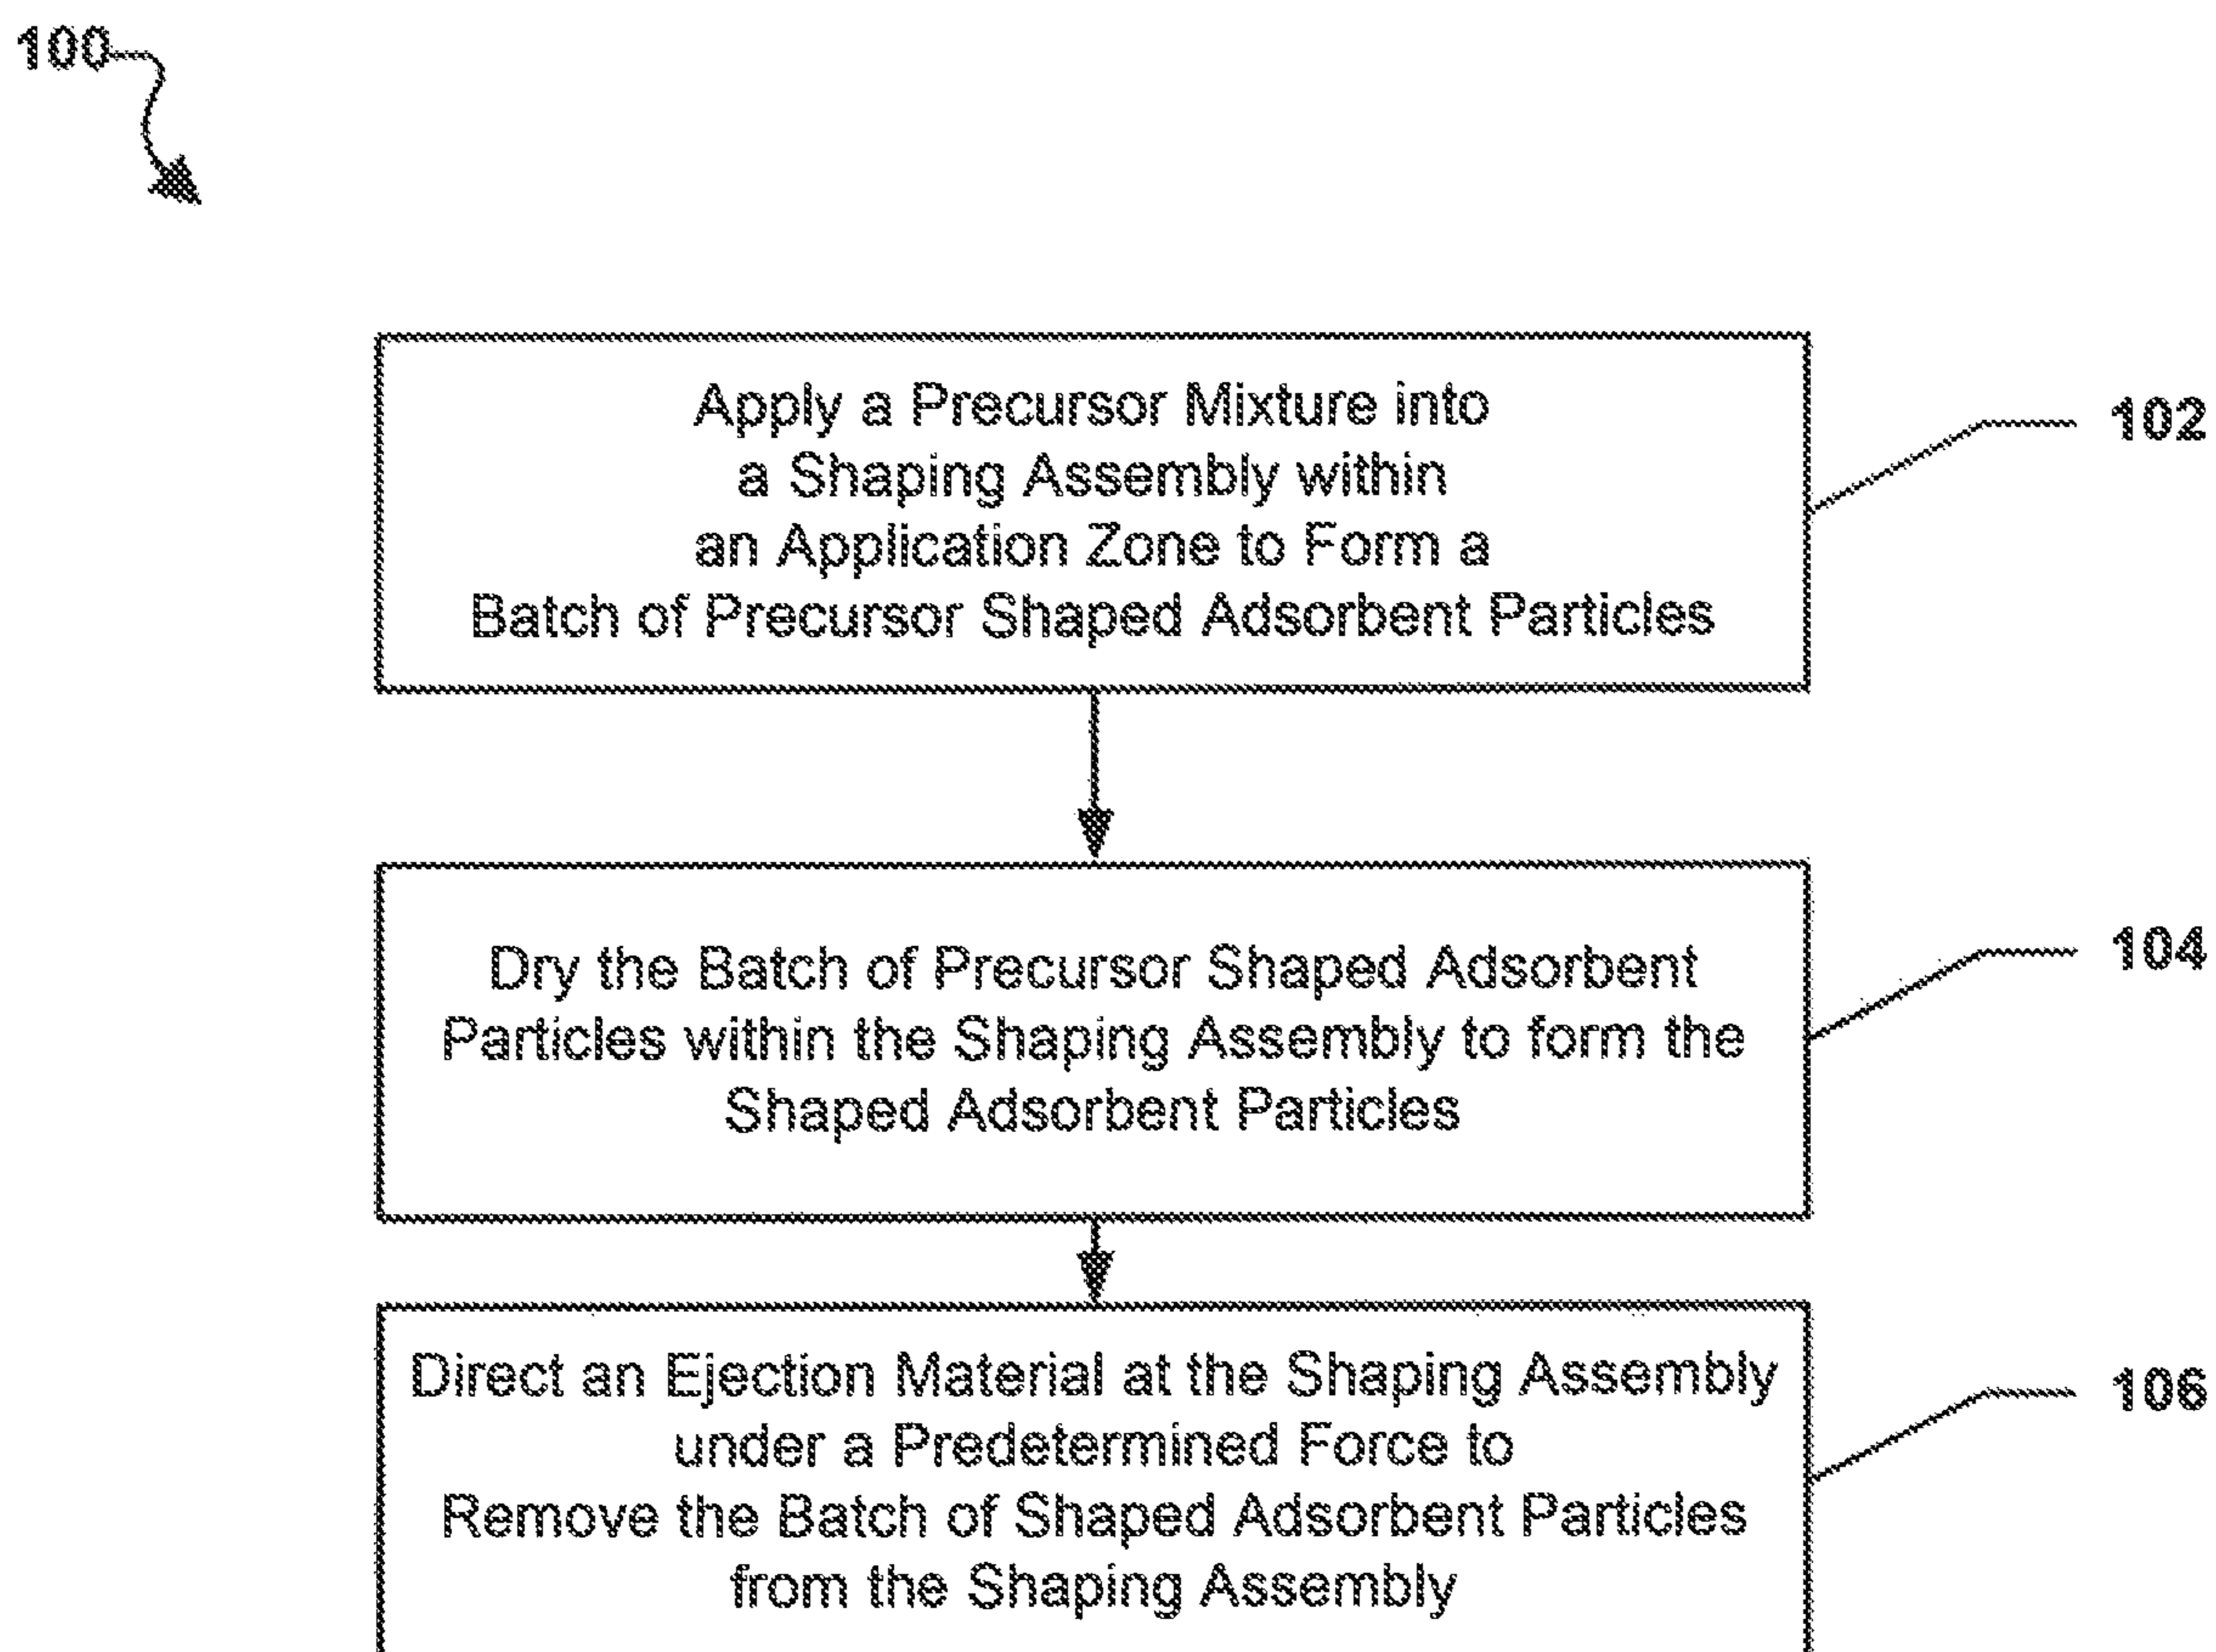 100
Apply a Precursor Mixture into
a Shaping Assembly within
an Application Zone to Form a
Batch of Precursor Shaped Adsorbent Particles
102
Dry the Batch of Precursor Shaped Adsorbent
Particles within the Shaping Assembly to form the
Shaped Adsorbent Particles
104
Direct an Ejection Material at the Shaping Assembly
under a Predetermined Force to
Remove the Batch of Shaped Adsorbent Particles
from the Shaping Assembly
106